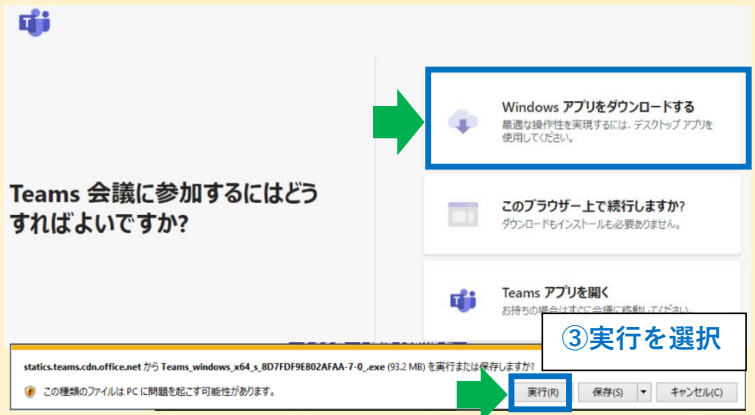 Windows アプリをダウンロードする
最適な操作性を実現するには、デスクトップ アプリを
使用してください。
Teams 会議に参加するにはどう
すればよいですか?
このブラウザー上で続行しますか?
ダウンロードもインストールも必要ありません。
Teams アプリを開く
お持ちの場合はすぐに会議に移動してください。
③実行を選択
statics.teams.cdn.office.net から Teams_windows_x64_s_8D7FDF9E802AFAA-7-0_.exe (93.2 MB) を実行または保存しますか?
この種類のファイルは PC に問題を起こす可能性があります。
実行(R)
保存(S)
キャンセル(C)